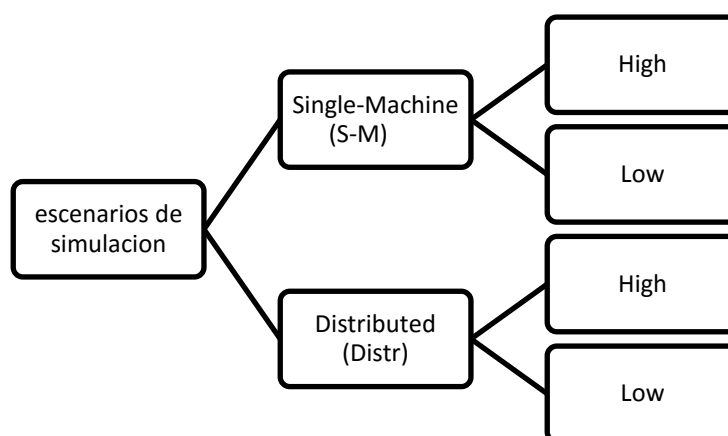 escenarios de
simulacion
Single-Machine
(S-M)
High
Low
Distributed
(Distr)
High
Low